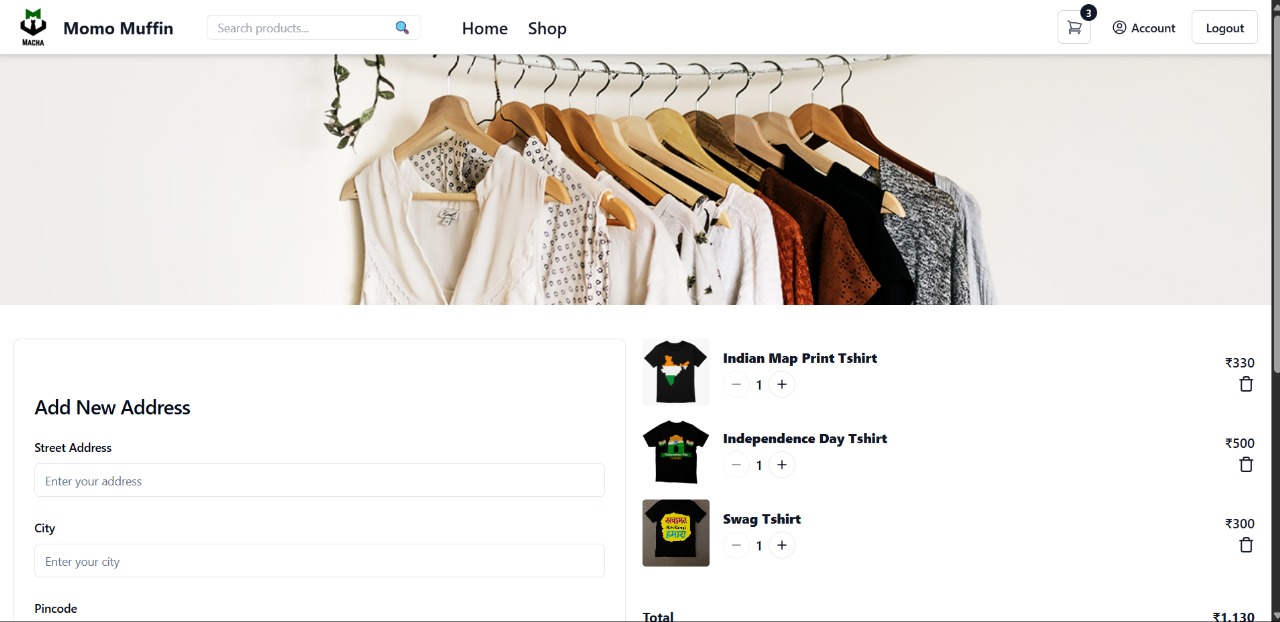 MACHA
Momo Muffin
Search products...
Home
Shop
3
Account
Logout
Add New Address
Street Address
Enter your address
City
Enter your city
Pincode
Indian Map Print Tshirt
₹330
1
Independence Day Tshirt
₹500
1
Swag Tshirt
₹300
1
Total
₹1,130